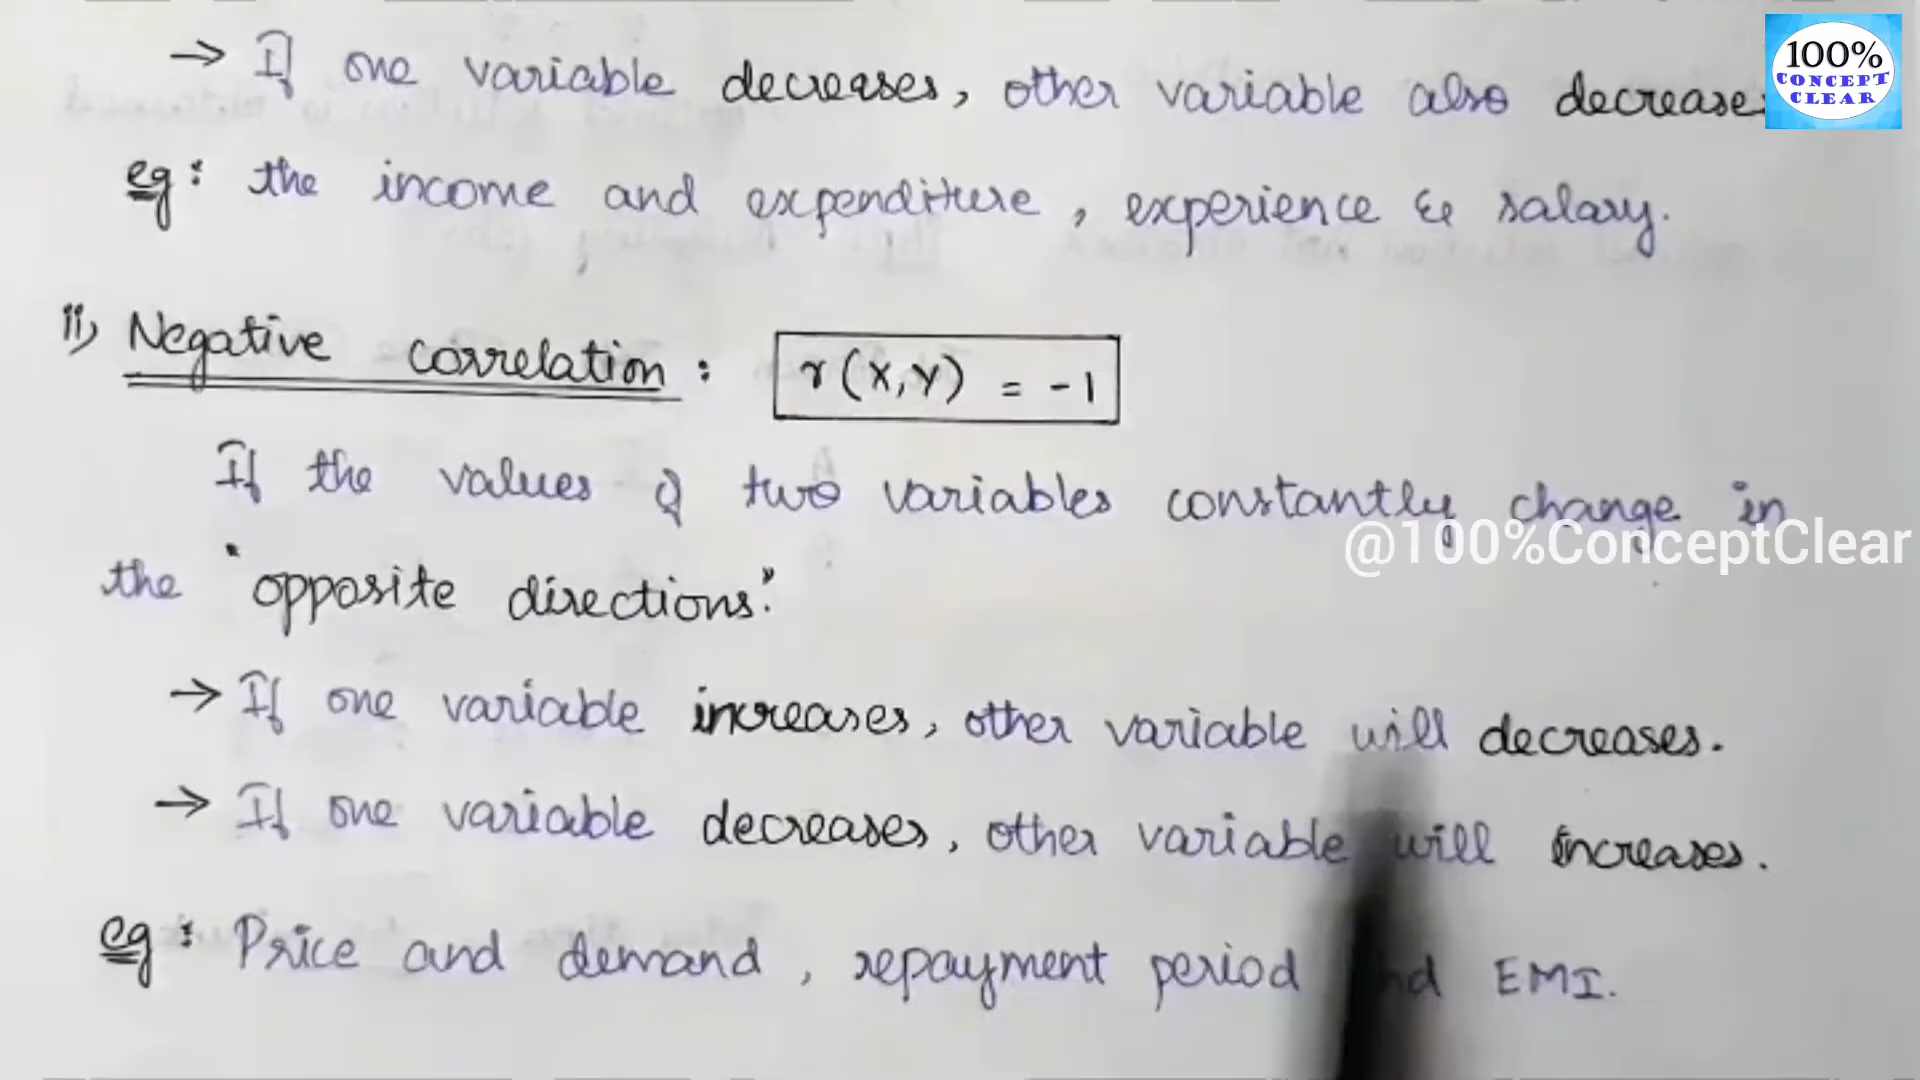 → If one variable decreases, other variable also decreases
eg: the income and expenditure, experience & salary.
ii) Negative correlation: r(X,Y) = -1
If the values of two variables constantly change in
the "opposite directions."
→ If one variable increases, other variable will decreases.
→ If one variable decreases, other variable will increases.
eg: Price and demand, repayment period and EMI.
100%
CONCEPT
CLEAR
@100%ConceptClear